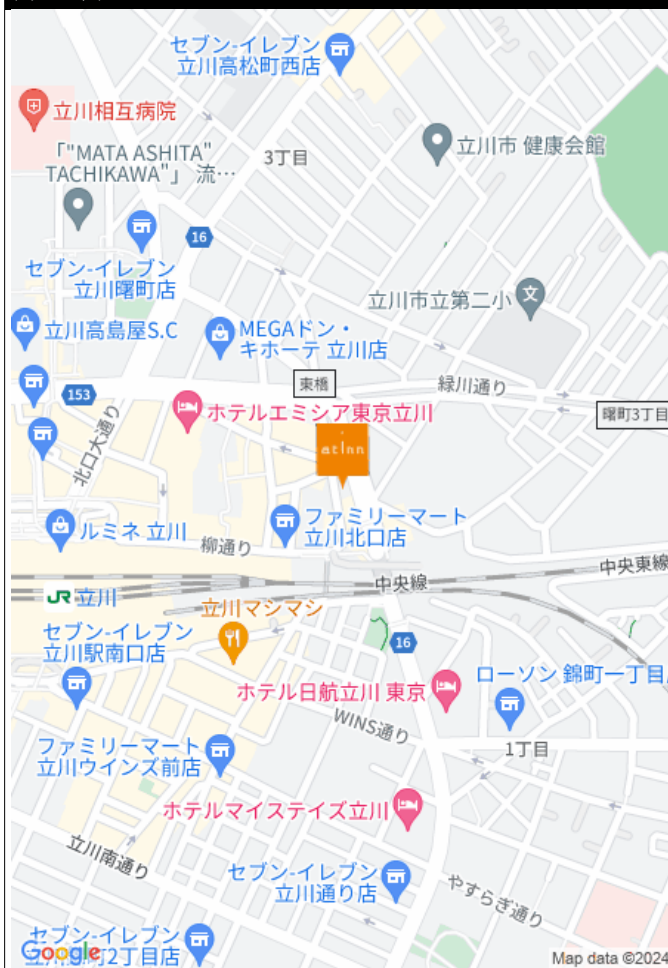 セブン-イレブン
立川高松町西店
立川相互病院
「"MATA ASHITA"
TACHIKAWA"」 流…
3丁目
立川市 健康会館
16
セブン-イレブン
立川曙町店
立川市立第二小
文
立川高島屋S.C
MEGAドン・
キホーテ 立川店
東橋
緑川通り
153
ホテルエミシア東京立川
曙町3丁目
北口大通り
at inn
ファミリーマート
立川北口店
ルミネ 立川
柳通り
中央東線
中央線
JR 立川
立川マシマシ
セブン-イレブン
立川駅南口店
16
ホテル日航立川 東京
ローソン 錦町一丁目
WINS通り
1丁目
ファミリーマート
立川ウインズ前店
ホテルマイステイズ立川
立川南通り
セブン-イレブン
立川通り店
やすらぎ通り
セブン-イレブン
町2丁目店
Google
Map data ©2024